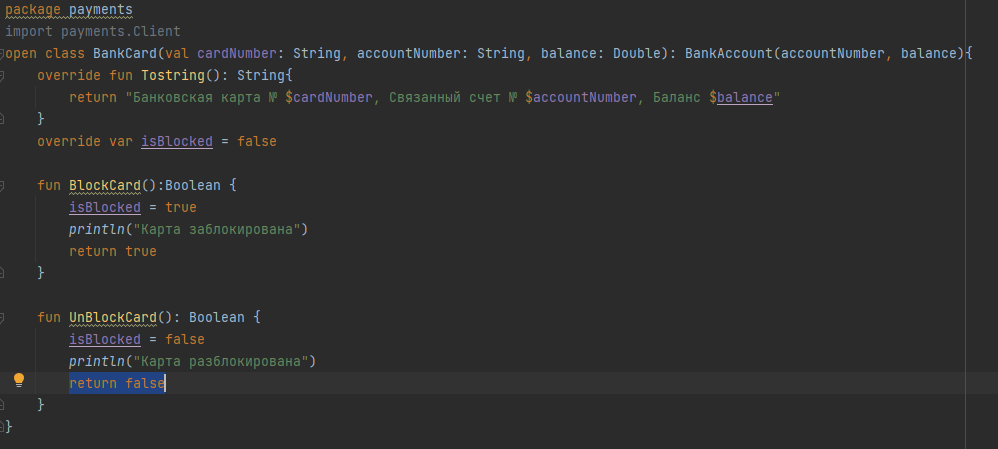 package payments
import payments.Client
open class BankCard(val cardNumber: String, accountNumber: String, balance: Double): BankAccount(accountNumber, balance){
override fun Tostring(): String{
return "Банковская карта № $cardNumber, Связанный счет № $accountNumber, Баланс $balance"
}
override var isBlocked = false
fun BlockCard():Boolean {
isBlocked = true
println("Карта заблокирована")
return true
}
fun UnBlockCard(): Boolean {
isBlocked = false
println("Карта разблокирована")
return false
}
}